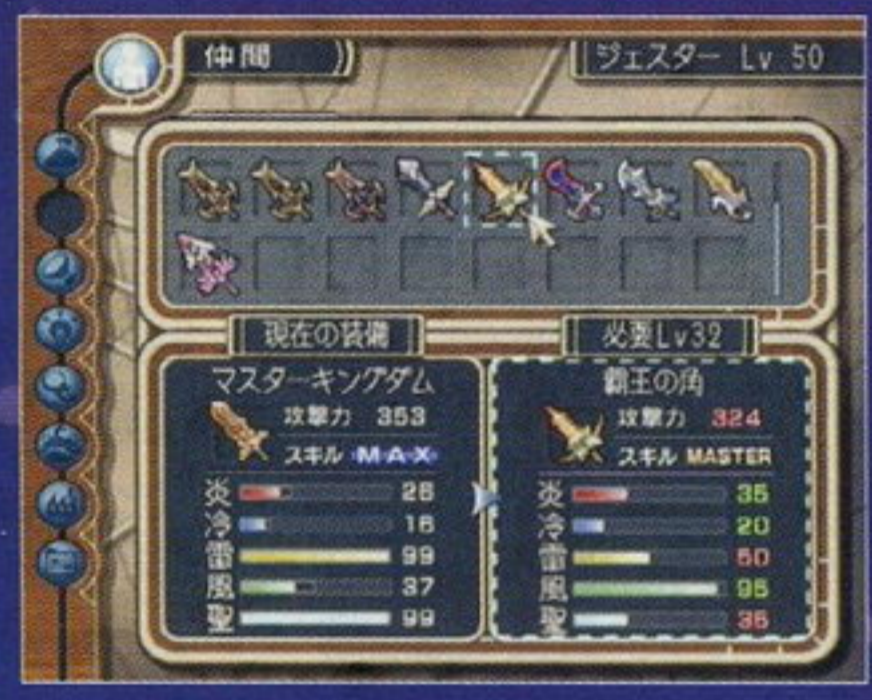 仲間
ジェスター Lv 50
現在の装備
必要Lv32
マスターキングダム
攻撃力 353
スキル MAX
炎 26
冷 16
雷 99
風 37
聖 99
覇王の角
攻撃力 324
スキル MASTER
炎 35
冷 20
雷 50
風 95
聖 35